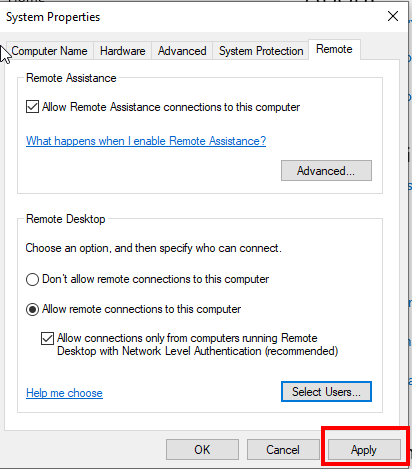 System Properties
Computer Name
Hardware
Advanced
System Protection
Remote
Remote Assistance
Allow Remote Assistance connections to this computer
What happens when I enable Remote Assistance?
Advanced...
Remote Desktop
Choose an option, and then specify who can connect.
Don't allow remote connections to this computer
Allow remote connections to this computer
Allow connections only from computers running Remote
Desktop with Network Level Authentication (recommended)
Help me choose
Select Users...
OK
Cancel
Apply